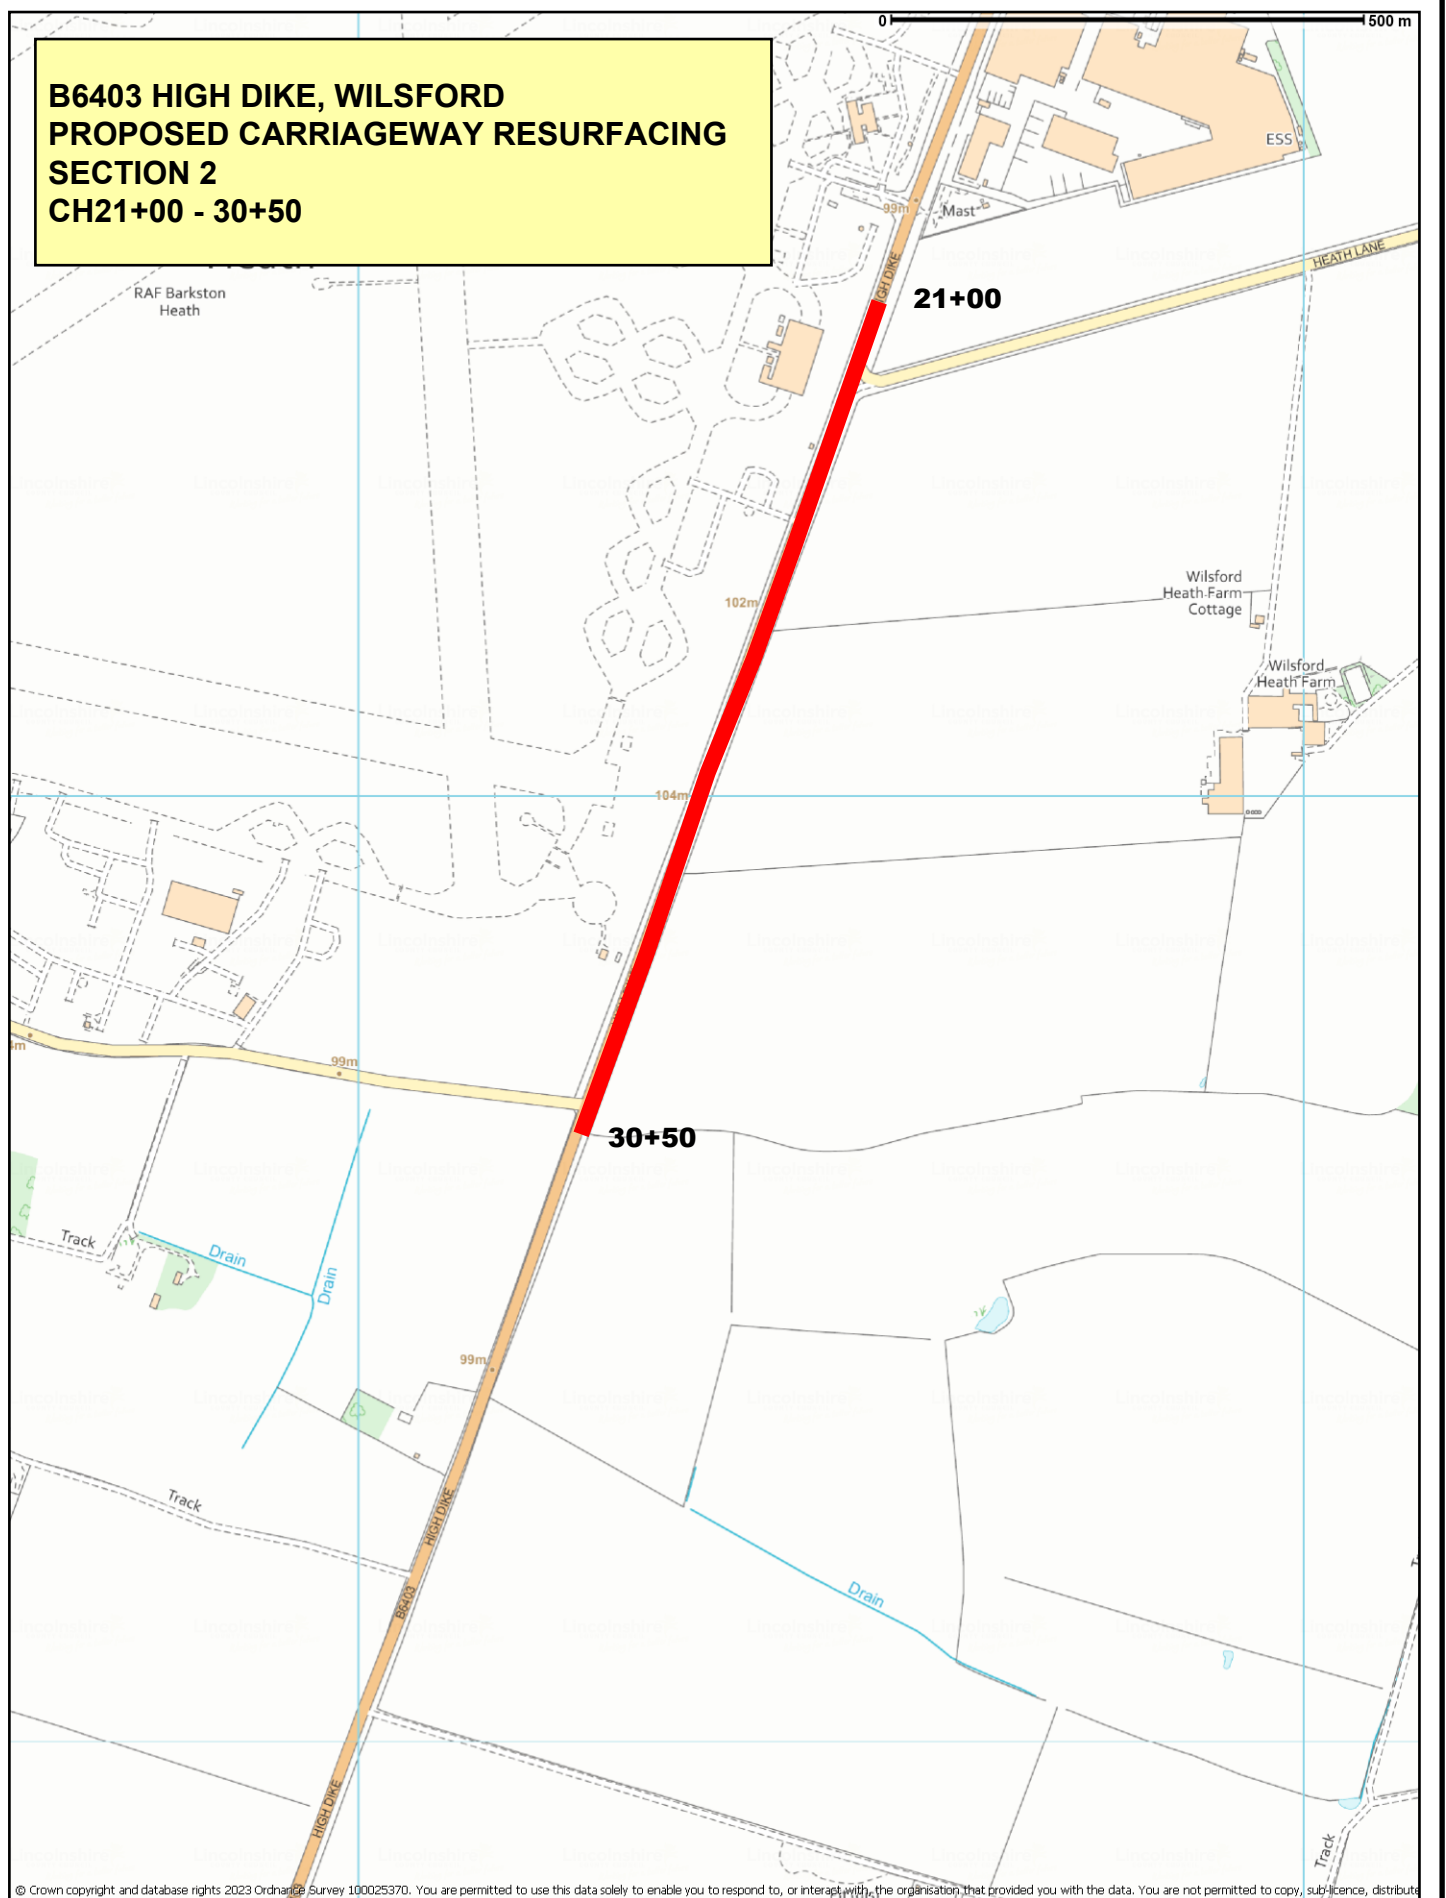 0 500 m
B6403 HIGH DIKE, WILSFORD
PROPOSED CARRIAGEWAY RESURFACING
SECTION 2
CH21+00 - 30+50
ESS
99m
Mast
HEATH LANE
GH DIKE
RAF Barkston
Heath
21+00
Wilsford
Heath Farm
Cottage
102m
Wilsford
Heath Farm
104m
99m
30+50
Track
Drain
Drain
99m
Track
HIGH DIKE
B6403
Drain
HIGH DIKE
Track
© Crown copyright and database rights 2023 Ordnance Survey 100025370. You are permitted to use this data solely to enable you to respond to, or interact with, the organisation that provided you with the data. You are not permitted to copy, sub-licence, distribute